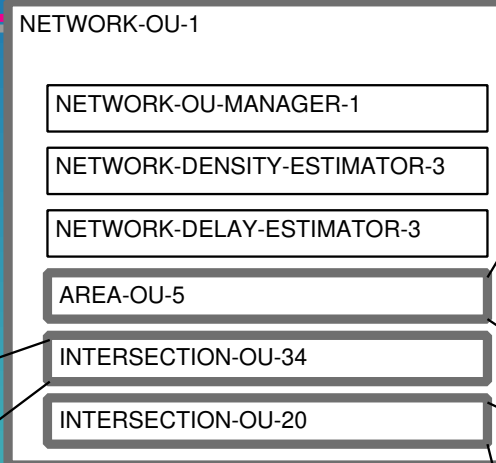 NETWORK-OU-1
NETWORK-OU-MANAGER-1
NETWORK-DENSITY-ESTIMATOR-3
NETWORK-DELAY-ESTIMATOR-3
AREA-OU-5
INTERSECTION-OU-34
INTERSECTION-OU-20